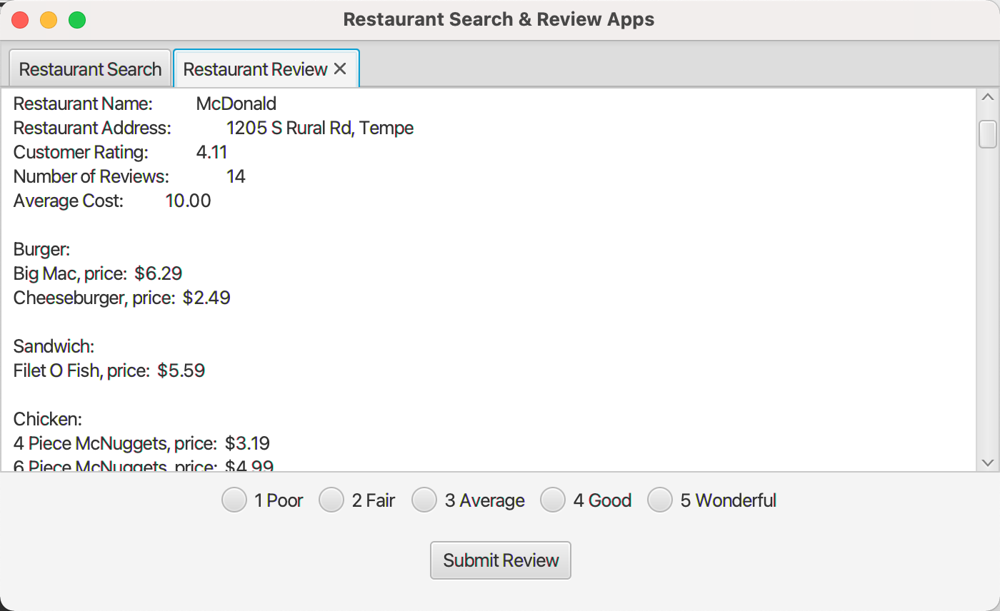 Restaurant Search & Review Apps
Restaurant Search Restaurant Review
Restaurant Name: McDonald
Restaurant Address: 1205 S Rural Rd, Tempe
Customer Rating: 4.11
Number of Reviews: 14
Average Cost: 10.00
Burger:
Big Mac, price: $6.29
Cheeseburger, price: $2.49
Sandwich:
Filet O Fish, price: $5.59
Chicken:
4 Piece McNuggets, price: $3.19
6 Piece McNuggets, price: $4.99
1 Poor 2 Fair 3 Average 4 Good 5 Wonderful
Submit Review